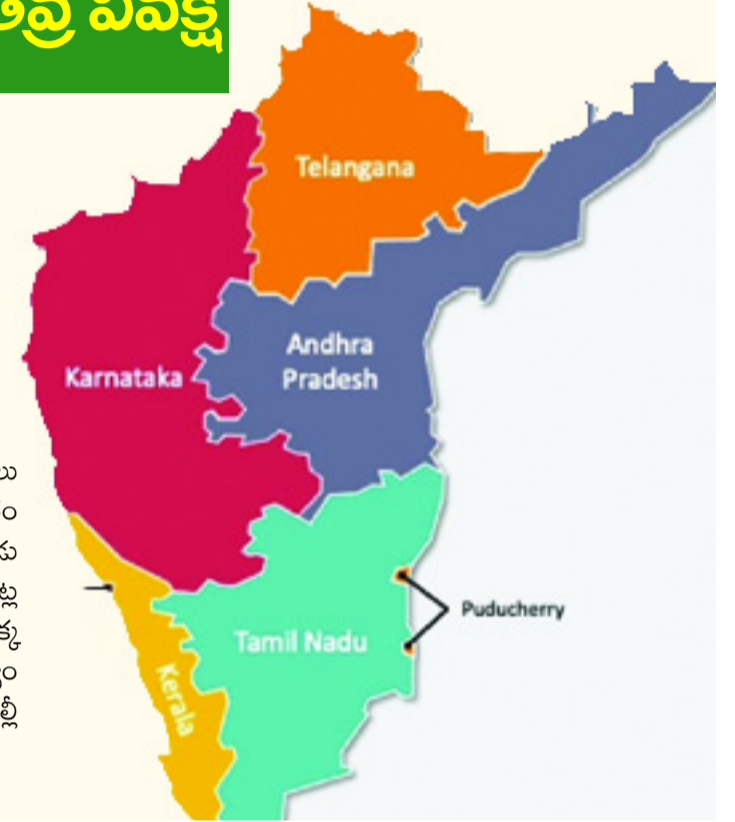 వివక్ష
Telangana
Andhra
Pradesh
Karnataka
Puducherry
Tamil Nadu
Kerala
లు
డు
ట్ల
క్క